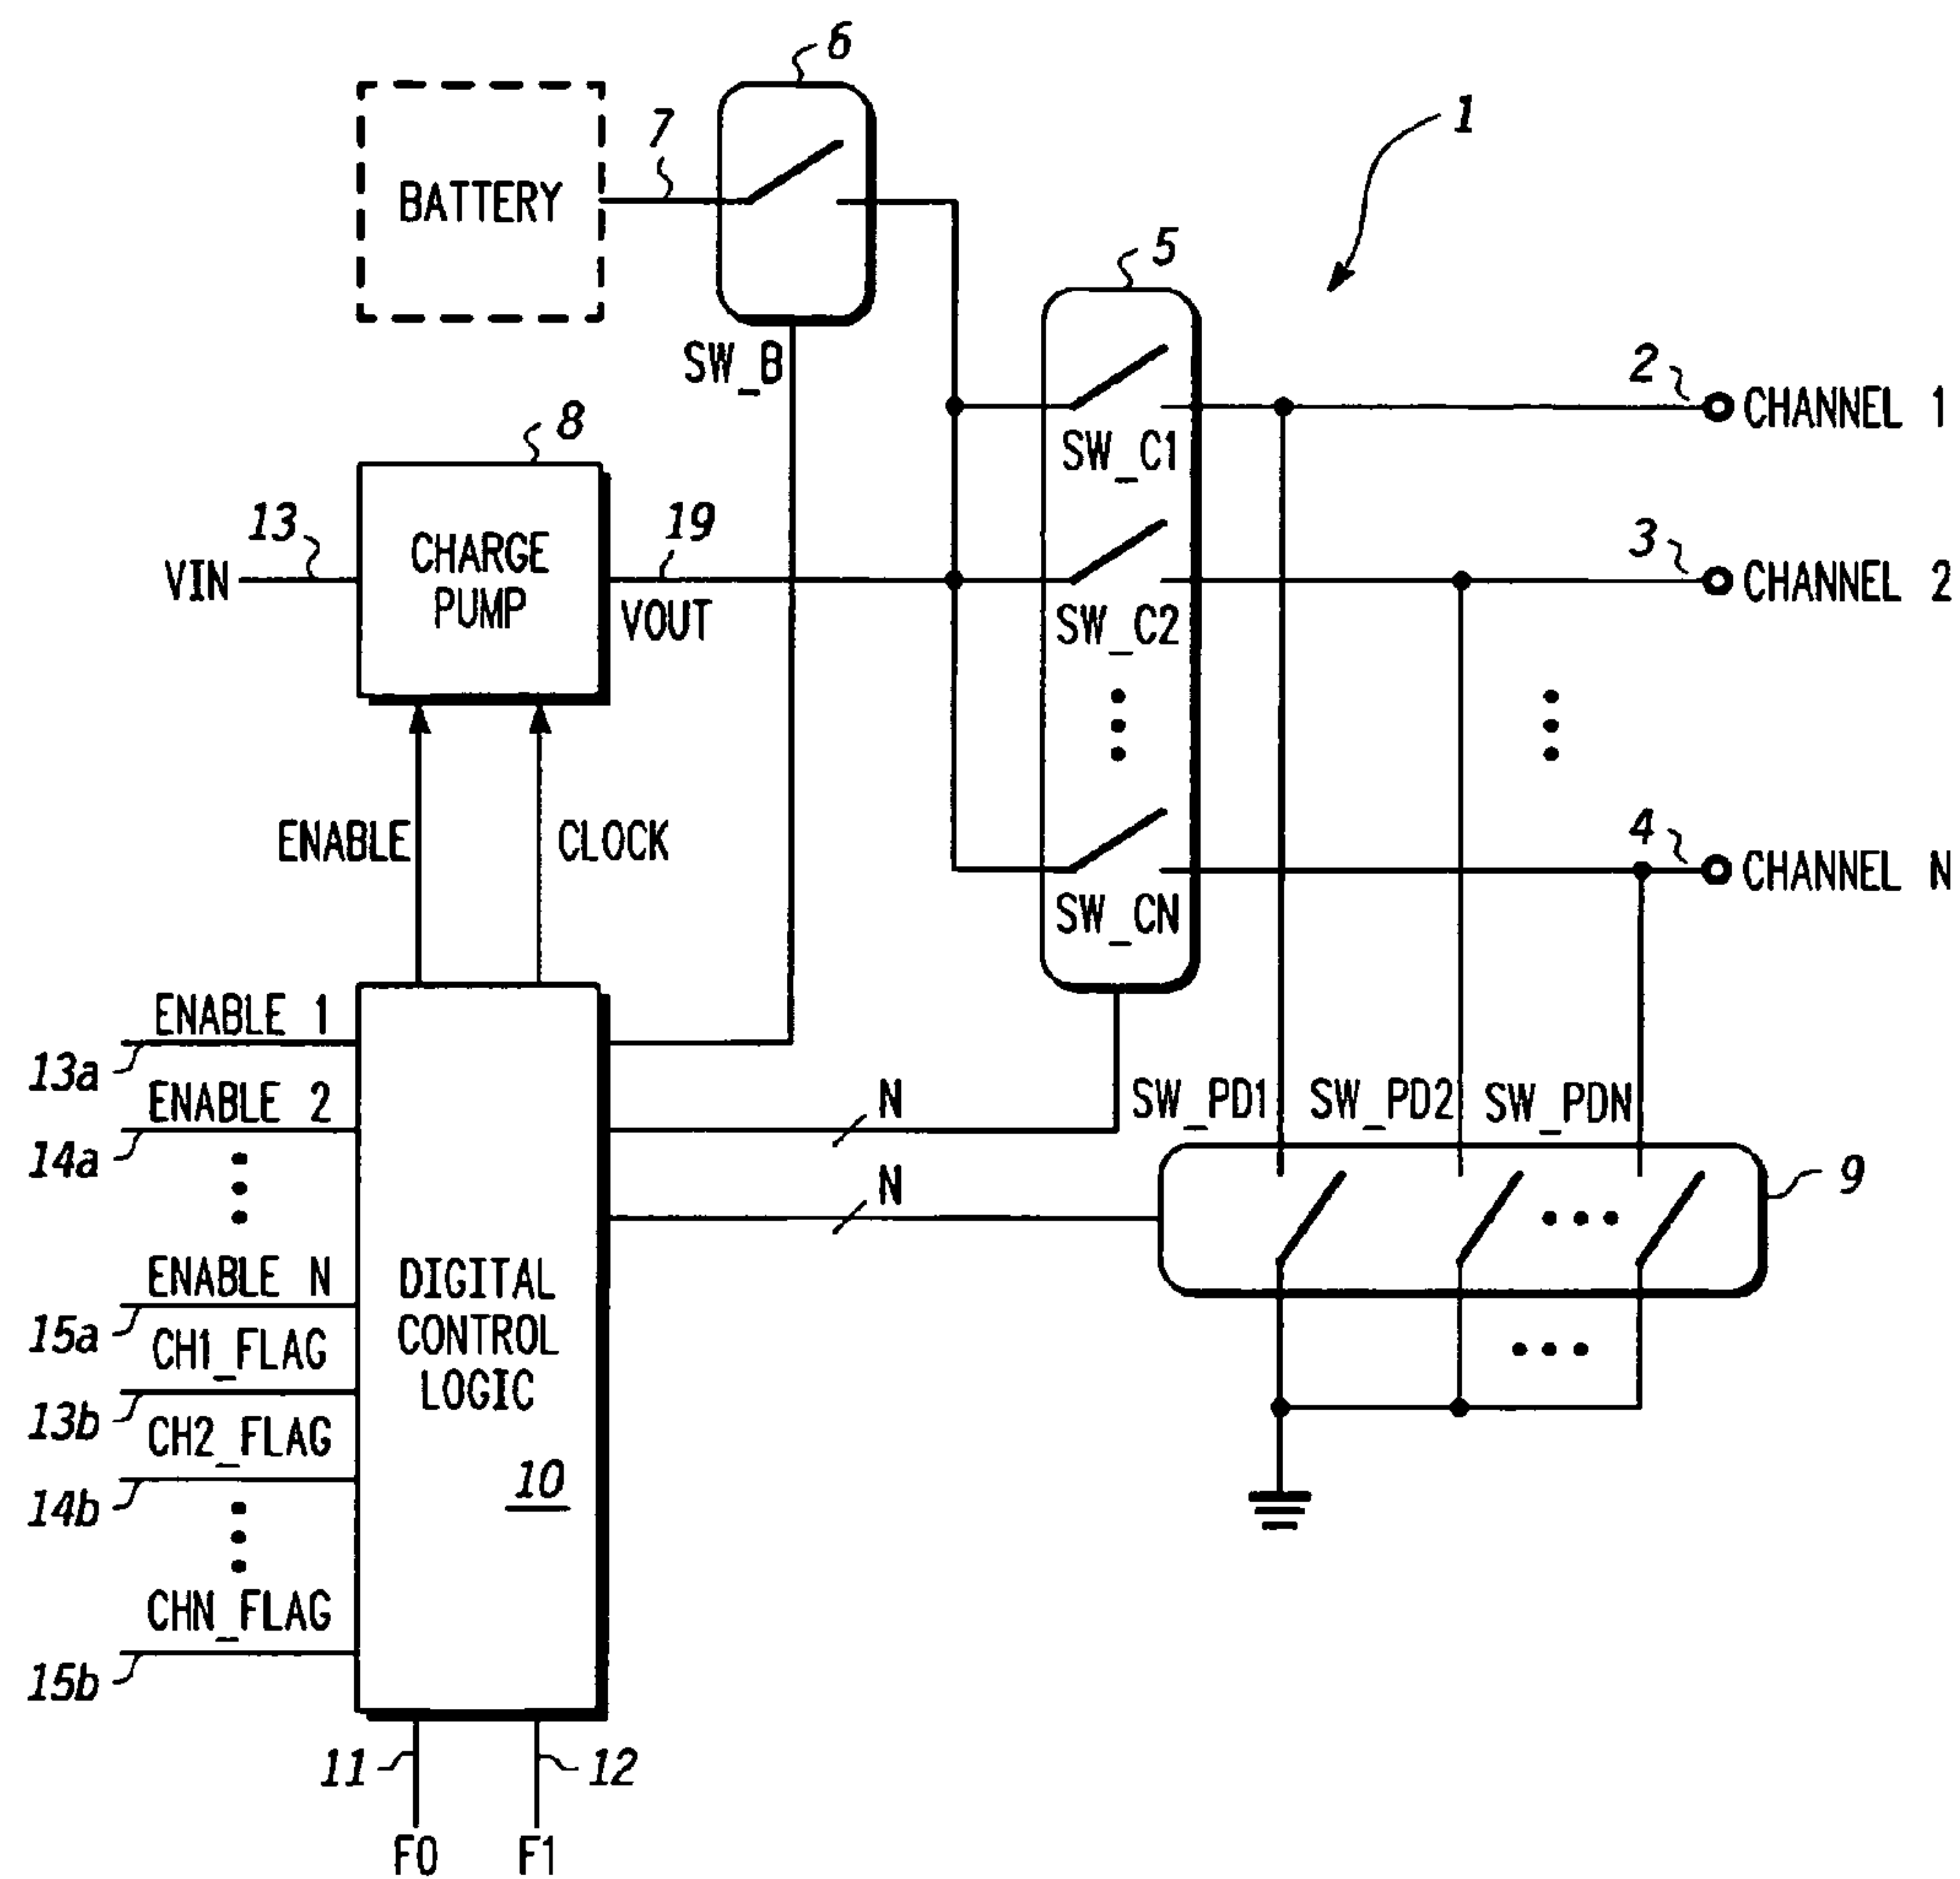 6
1
7
BATTERY
5
SW_B
2
CHANNEL 1
8
SW_C1
13
19
3
VIN
CHARGE
PUMP
VOUT
CHANNEL 2
SW_C2
ENABLE
CLOCK
4
CHANNEL N
SW_CN
ENABLE 1
13a
ENABLE 2
N
SW_PD1
SW_PD2
SW_PDN
14a
N
9
ENABLE N
15a
DIGITAL
CONTROL
LOGIC
CH1_FLAG
13b
CH2_FLAG
10
14b
CHN_FLAG
15b
11
12
F0
F1